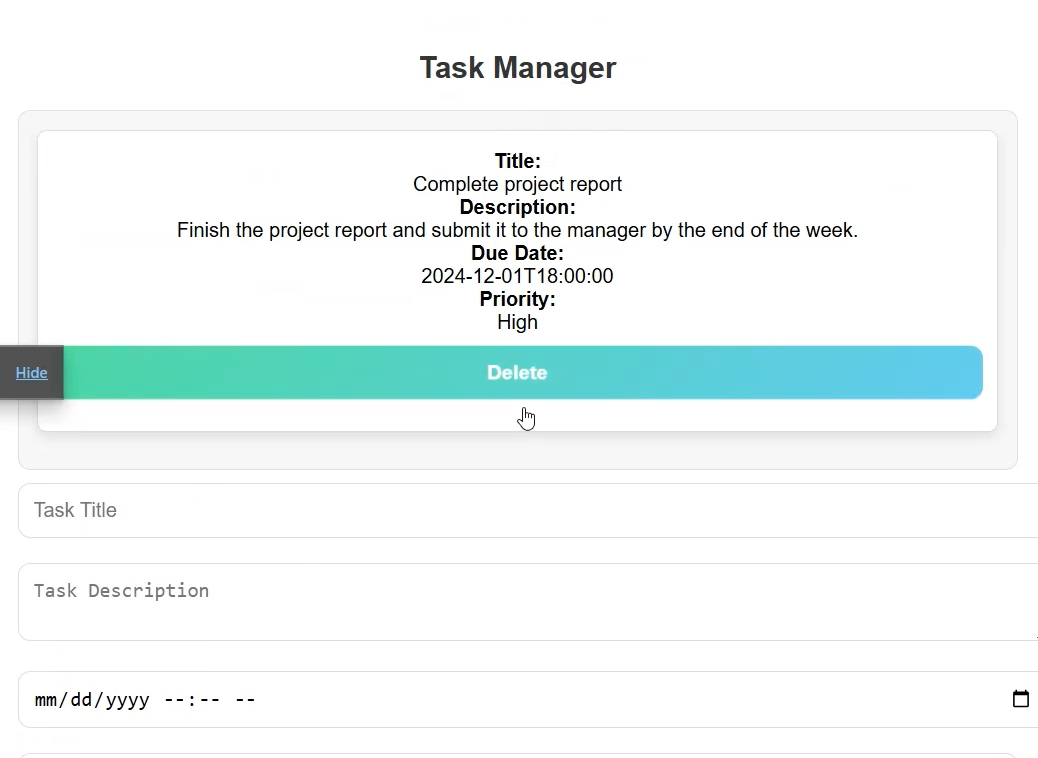 Task Manager
Title:
Complete project report
Description:
Finish the project report and submit it to the manager by the end of the week.
Due Date:
2024-12-01T18:00:00
Priority:
High
Hide
Delete
Task Title
Task Description
mm/dd/yyyy --:-- --